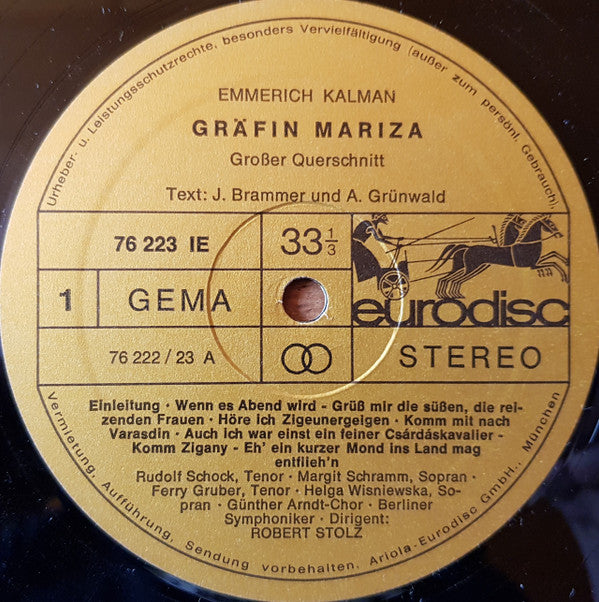 Urheber- u. Leistungsschutzrechte, besonders Vervielfältigung (außer zum persönl. Gebrauch),
EMMERICH KALMAN
GRÄFIN MARIZA
Großer Querschnitt
Text: J. Brammer und A. Grünwald
76 223 IE
33 1/3
1
GEMA
eurodisc
76 222 / 23 A
STEREO
Einleitung · Wenn es Abend wird - Grüß mir die süßen, die rei-
zenden Frauen · Höre Ich Zigeunergeigen · Komm mit nach
Varasdin · Auch ich war einst ein feiner Csárdáskavalier -
Komm Zigany - Eh' ein kurzer Mond ins Land mag
entflieh'n
Rudolf Schock, Tenor · Margit Schramm, Sopran ·
Ferry Gruber, Tenor · Helga Wisniewska, So-
pran · Günther Arndt-Chor · Berliner
Symphoniker · Dirigent:
ROBERT STOLZ
Vermietung, Aufführung, Sendung vorbehalten. Ariola-Eurodisc GmbH., München